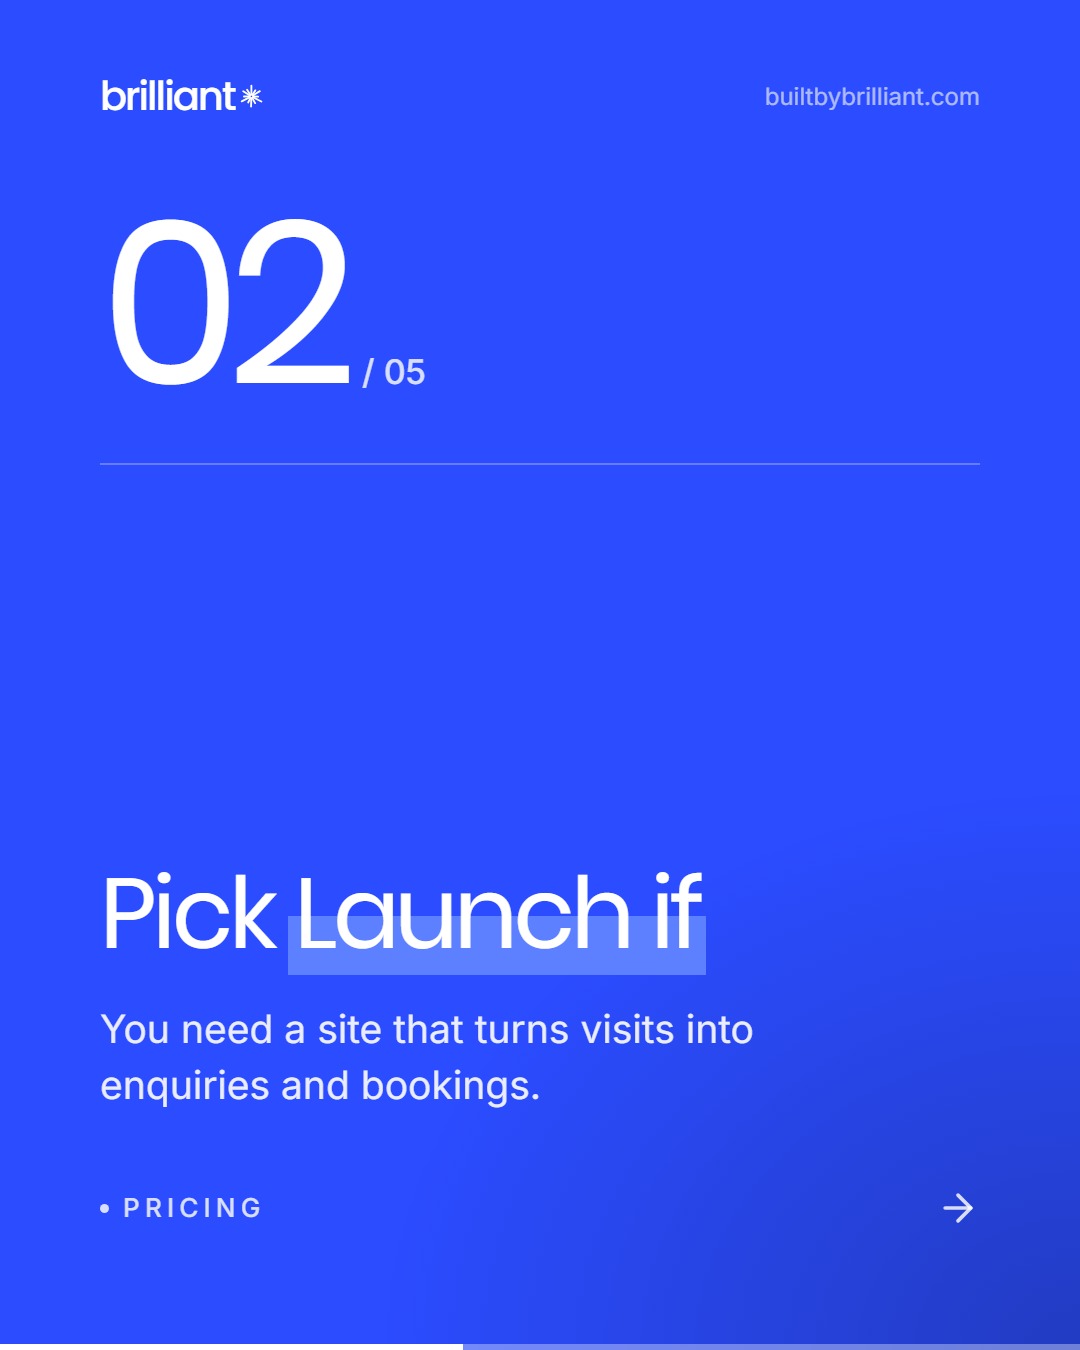 brilliant
builtbybrilliant.com
02 / 05
Pick Launch if
You need a site that turns visits into
enquiries and bookings.
• PRICING